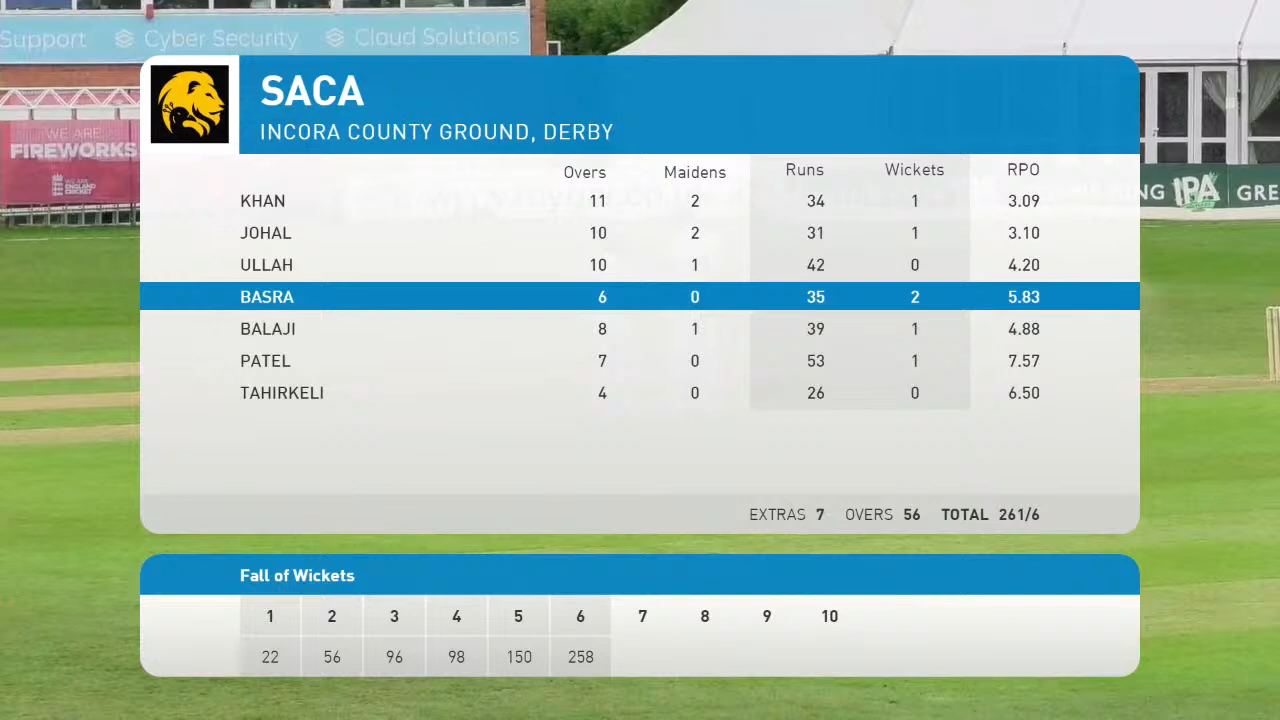 Support Cyber Security Cloud Solutions
SACA
INCORA COUNTY GROUND, DERBY
WE ARE
FIREWORKS
WE ARE
ENGLAND
CRICKET
IPA
GRE
Overs Maidens Runs Wickets RPO
KHAN 11 2 34 1 3.09
JOHAL 10 2 31 1 3.10
ULLAH 10 1 42 0 4.20
BASRA 6 0 35 2 5.83
BALAJI 8 1 39 1 4.88
PATEL 7 0 53 1 7.57
TAHIRKELI 4 0 26 0 6.50
EXTRAS 7 OVERS 56 TOTAL 261/6
Fall of Wickets
1 2 3 4 5 6 7 8 9 10
22 56 96 98 150 258